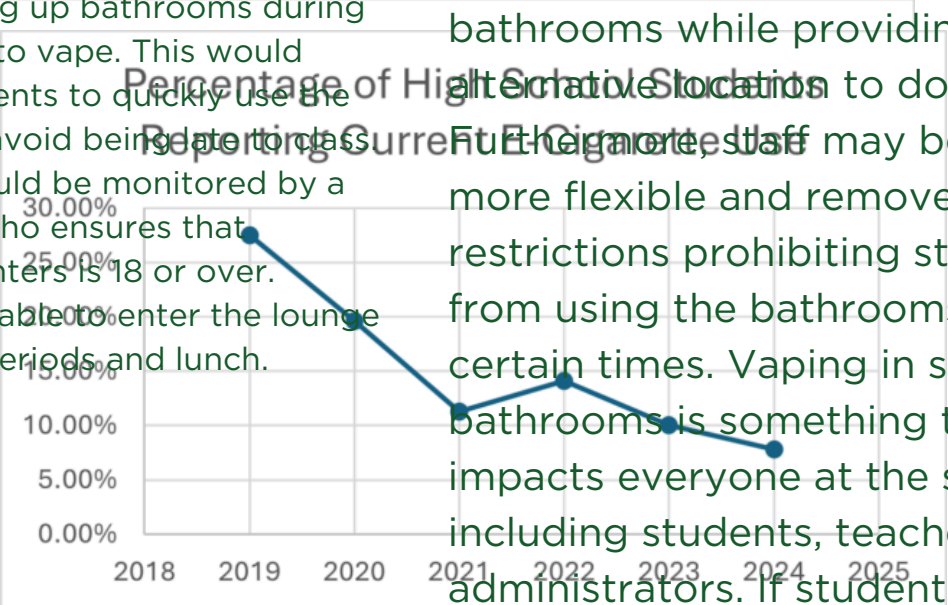 g up bathrooms during
to vape. This would
ents to quickly use the
avoid being late to class.
uld be monitored by a
ho ensures that
nters is 18 or over.
able to enter the lounge
eriods and lunch.
Percentage of High School Students
Reporting Current E-Cigarette Use
30.00%
25.00%
20.00%
15.00%
10.00%
5.00%
0.00%
2018 2019 2020 2021 2022 2023 2024 2025
bathrooms while providin
alternative location to do
Furthermore, staff may b
more flexible and remove
restrictions prohibiting st
from using the bathroom
certain times. Vaping in s
bathrooms is something t
impacts everyone at the s
including students, teach
administrators. If student